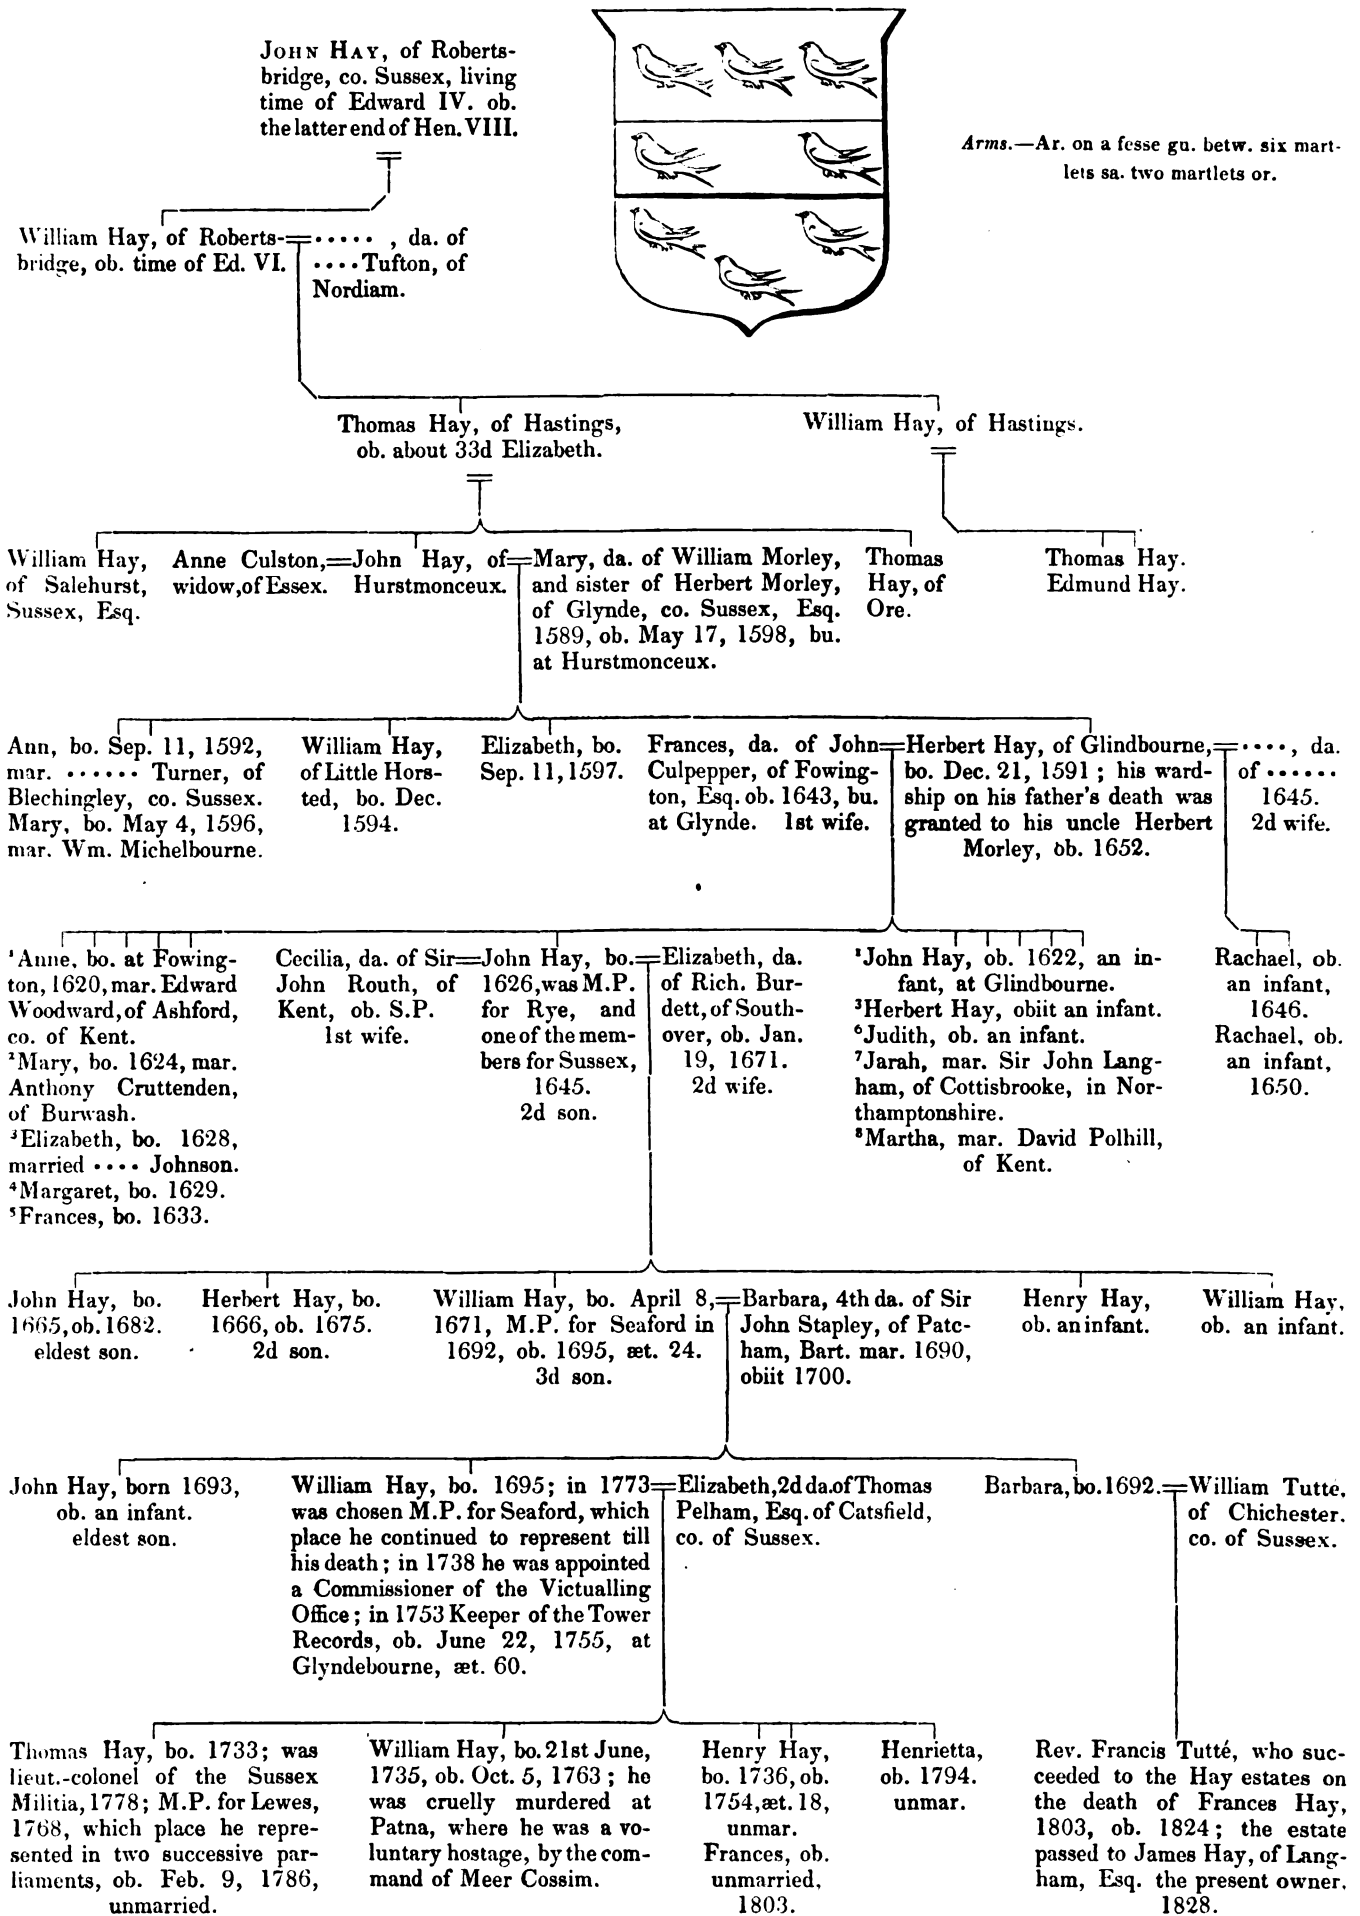 JOHN HAY, of Roberts-
bridge, co. Sussex, living
time of Edward IV. ob.
the latter end of Hen. VIII.
Arms.—Ar. on a fesse gu. betw. six mart-
lets sa. two martlets or.
William Hay, of Roberts-
bridge, ob. time of Ed. VI.
····· , da. of
····Tufton, of
Nordiam.
Thomas Hay, of Hastings,
ob. about 33d Elizabeth.
William Hay, of Hastings.
William Hay,
of Salehurst,
Sussex, Esq.
Anne Culston,
widow, of Essex.
John Hay, of
Hurstmonceux.
Mary, da. of William Morley,
and sister of Herbert Morley,
of Glynde, co. Sussex, Esq.
1589, ob. May 17, 1598, bu.
at Hurstmonceux.
Thomas
Hay, of
Ore.
Thomas Hay.
Edmund Hay.
Ann, bo. Sep. 11, 1592,
mar. ······ Turner, of
Blechingley, co. Sussex.
Mary, bo. May 4, 1596,
mar. Wm. Michelbourne.
William Hay,
of Little Hors-
ted, bo. Dec.
1594.
Elizabeth, bo.
Sep. 11, 1597.
Frances, da. of John
Culpepper, of Fowing-
ton, Esq. ob. 1643, bu.
at Glynde. 1st wife.
Herbert Hay, of Glindbourne,
bo. Dec. 21, 1591; his ward-
ship on his father's death was
granted to his uncle Herbert
Morley, ob. 1652.
····, da.
of ······
1645.
2d wife.
¹Anne, bo. at Fowing-
ton, 1620, mar. Edward
Woodward, of Ashford,
co. of Kent.
²Mary, bo. 1624, mar.
Anthony Cruttenden,
of Burwash.
³Elizabeth, bo. 1628,
married ···· Johnson.
⁴Margaret, bo. 1629.
⁵Frances, bo. 1633.
Cecilia, da. of Sir
John Routh, of
Kent, ob. S.P.
1st wife.
John Hay, bo.
1626, was M.P.
for Rye, and
one of the mem-
bers for Sussex,
1645.
2d son.
Elizabeth, da.
of Rich. Bur-
dett, of South-
over, ob. Jan.
19, 1671.
2d wife.
¹John Hay, ob. 1622, an in-
fant, at Glindbourne.
³Herbert Hay, obiit an infant.
⁶Judith, ob. an infant.
⁷Jarah, mar. Sir John Lang-
ham, of Cottisbrooke, in Nor-
thamptonshire.
⁸Martha, mar. David Polhill,
of Kent.
Rachael, ob.
an infant,
1646.
Rachael, ob.
an infant,
1650.
John Hay, bo.
1665, ob. 1682.
eldest son.
Herbert Hay, bo.
1666, ob. 1675.
2d son.
William Hay, bo. April 8,
1671, M.P. for Seaford in
1692, ob. 1695, æt. 24.
3d son.
Barbara, 4th da. of Sir
John Stapley, of Patc-
ham, Bart. mar. 1690,
obiit 1700.
Henry Hay,
ob. an infant.
William Hay,
ob. an infant.
John Hay, born 1693,
ob. an infant.
eldest son.
William Hay, bo. 1695; in 1773
was chosen M.P. for Seaford, which
place he continued to represent till
his death; in 1738 he was appointed
a Commissioner of the Victualling
Office; in 1753 Keeper of the Tower
Records, ob. June 22, 1755, at
Glyndebourne, æt. 60.
Elizabeth, 2d da. of Thomas
Pelham, Esq. of Catsfield,
co. of Sussex.
Barbara, bo. 1692.
William Tutte,
of Chichester.
co. of Sussex.
Thomas Hay, bo. 1733; was
lieut.-colonel of the Sussex
Militia, 1778; M.P. for Lewes,
1768, which place he repre-
sented in two successive par-
liaments, ob. Feb. 9, 1786,
unmarried.
William Hay, bo. 21st June,
1735, ob. Oct. 5, 1763; he
was cruelly murdered at
Patna, where he was a vo-
luntary hostage, by the com-
mand of Meer Cossim.
Henry Hay,
bo. 1736, ob.
1754, æt. 18,
unmar.
Frances, ob.
unmarried,
1803.
Henrietta,
ob. 1794.
unmar.
Rev. Francis Tutté, who suc-
ceeded to the Hay estates on
the death of Frances Hay,
1803, ob. 1824; the estate
passed to James Hay, of Lang-
ham, Esq. the present owner.
1828.